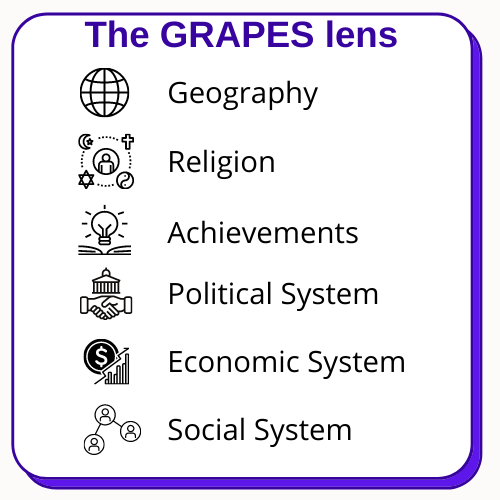 The GRAPES lens
Geography
Religion
Achievements
Political System
Economic System
Social System